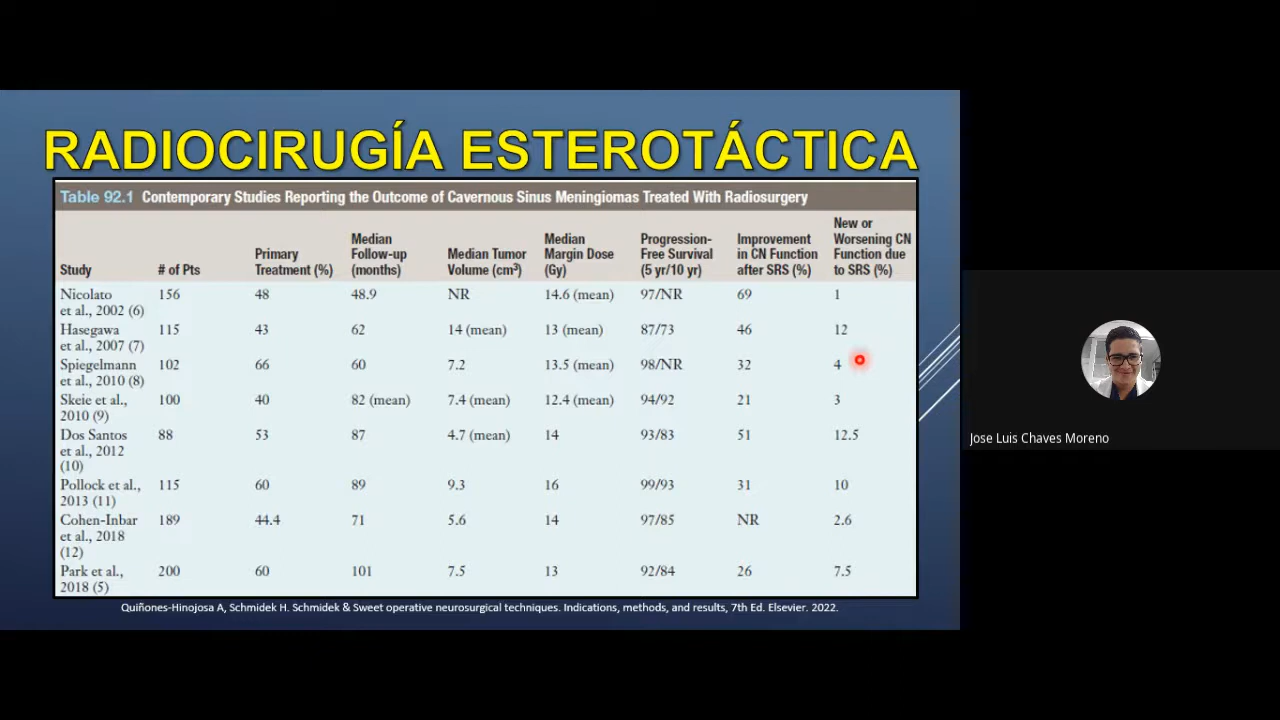 RADIOCIRUGÍA ESTEROTÁCTICA
Table 92.1 Contemporary Studies Reporting the Outcome of Cavernous Sinus Meningiomas Treated With Radiosurgery
Study # of Pts Primary Treatment (%) Median Follow-up (months) Median Tumor Volume (cm³) Median Margin Dose (Gy) Progression-Free Survival (5 yr/10 yr) Improvement in CN Function after SRS (%) New or Worsening CN Function due to SRS (%)
Nicolato et al., 2002 (6) 156 48 48.9 NR 14.6 (mean) 97/NR 69 1
Hasegawa et al., 2007 (7) 115 43 62 14 (mean) 13 (mean) 87/73 46 12
Spiegelmann et al., 2010 (8) 102 66 60 7.2 13.5 (mean) 98/NR 32 4
Skeie et al., 2010 (9) 100 40 82 (mean) 7.4 (mean) 12.4 (mean) 94/92 21 3
Dos Santos et al., 2012 (10) 88 53 87 4.7 (mean) 14 93/83 51 12.5
Pollock et al., 2013 (11) 115 60 89 9.3 16 99/93 31 10
Cohen-Inbar et al., 2018 (12) 189 44.4 71 5.6 14 97/85 NR 2.6
Park et al., 2018 (5) 200 60 101 7.5 13 92/84 26 7.5
Quiñones-Hinojosa A, Schmidek H. Schmidek & Sweet operative neurosurgical techniques. Indications, methods, and results, 7th Ed. Elsevier. 2022.
Jose Luis Chaves Moreno